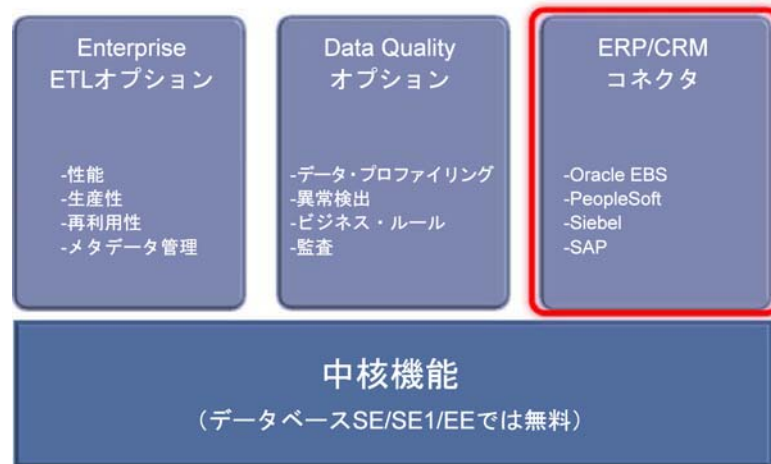 Enterprise
ETLオプション
-性能
-生産性
-再利用性
-メタデータ管理
Data Quality
オプション
-データ・プロファイリング
-異常検出
-ビジネス・ルール
-監査
ERP/CRM
コネクタ
-Oracle EBS
-PeopleSoft
-Siebel
-SAP
中核機能
（データベースSE/SE1/EEでは無料）